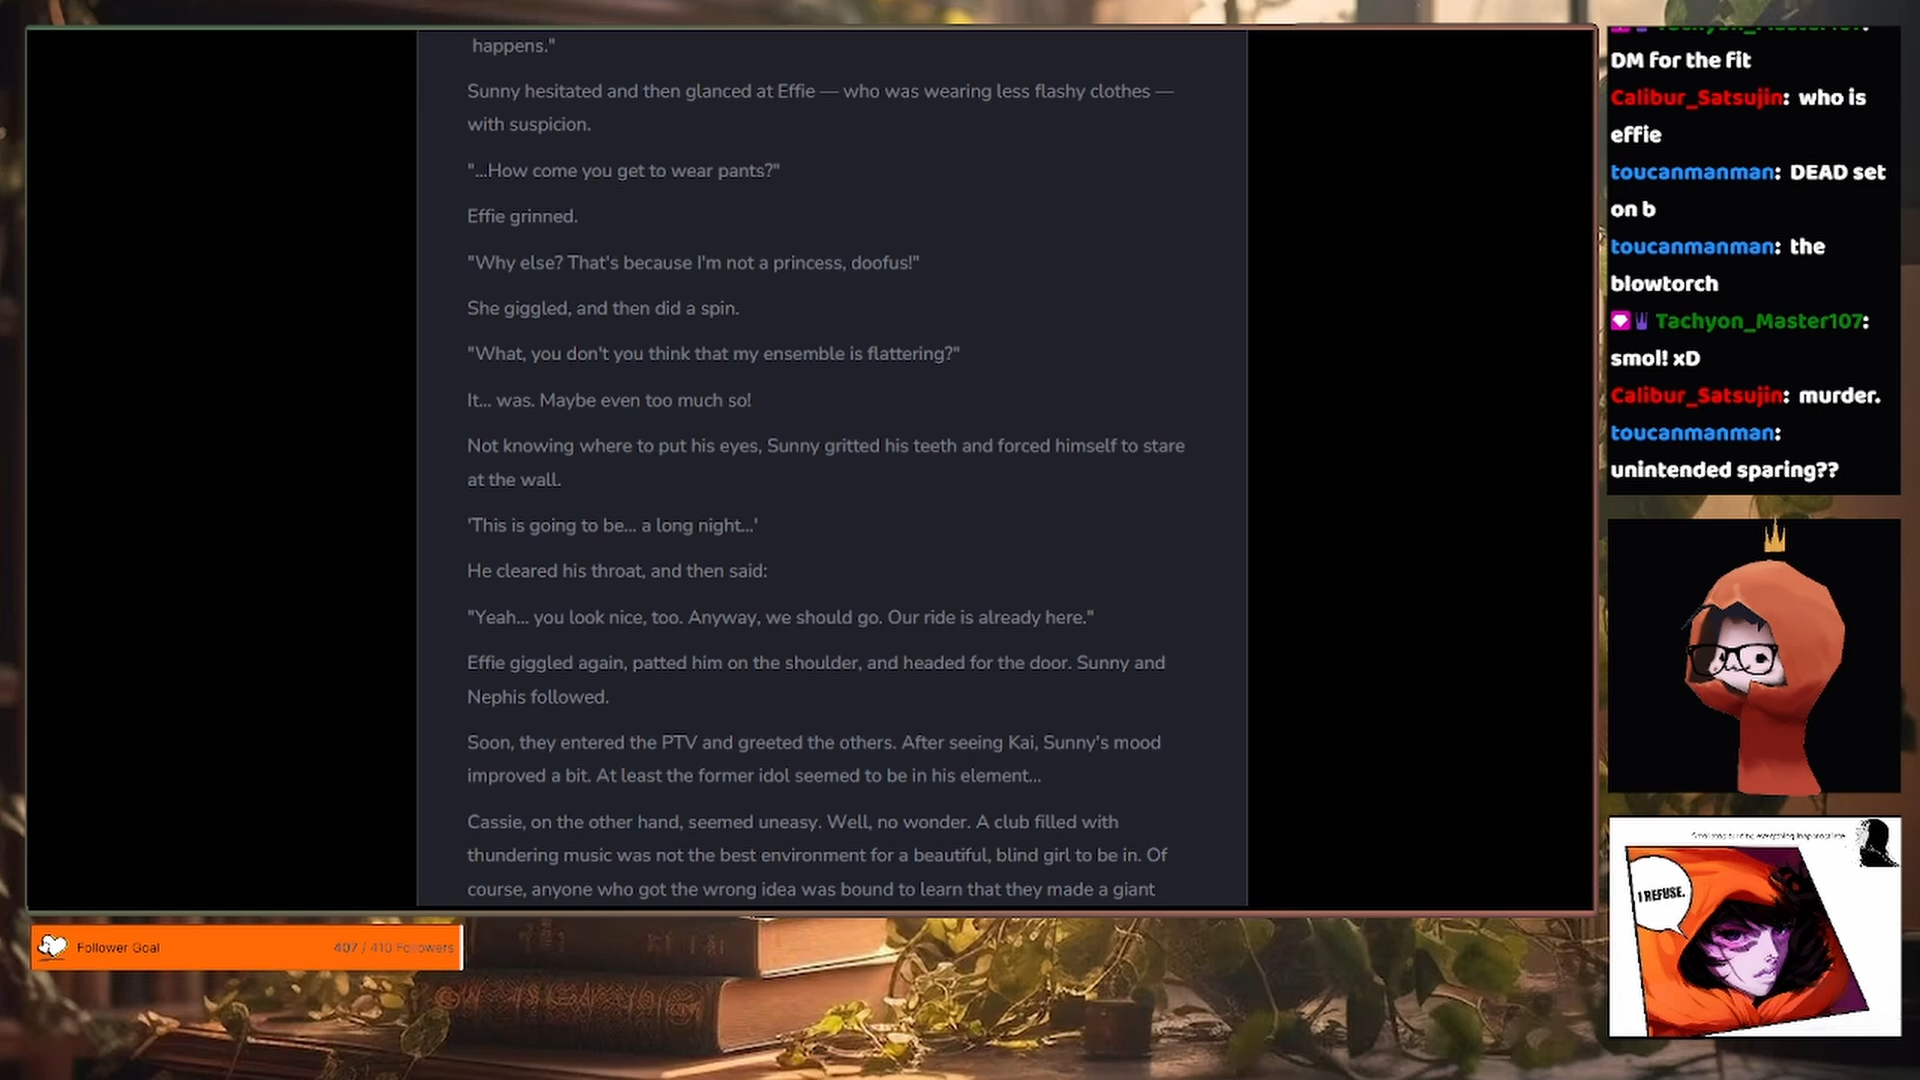 happens."
Sunny hesitated and then glanced at Effie — who was wearing less flashy clothes —
with suspicion.
"...How come you get to wear pants?"
Effie grinned.
"Why else? That's because I'm not a princess, doofus!"
She giggled, and then did a spin.
"What, you don't you think that my ensemble is flattering?"
It... was. Maybe even too much so!
Not knowing where to put his eyes, Sunny gritted his teeth and forced himself to stare
at the wall.
'This is going to be... a long night...'
He cleared his throat, and then said:
"Yeah... you look nice, too. Anyway, we should go. Our ride is already here."
Effie giggled again, patted him on the shoulder, and headed for the door. Sunny and
Nephis followed.
Soon, they entered the PTV and greeted the others. After seeing Kai, Sunny's mood
improved a bit. At least the former idol seemed to be in his element...
Cassie, on the other hand, seemed uneasy. Well, no wonder. A club filled with
thundering music was not the best environment for a beautiful, blind girl to be in. Of
course, anyone who got the wrong idea was bound to learn that they made a giant
DM for the fit
Calibur_Satsujin: who is
effie
toucanmanman: DEAD set
on b
toucanmanman: the
blowtorch
Tachyon_Master107:
smol! xD
Calibur_Satsujin: murder.
toucanmanman:
unintended sparing??
I REFUSE.
Follower Goal
407 / 410 Followers